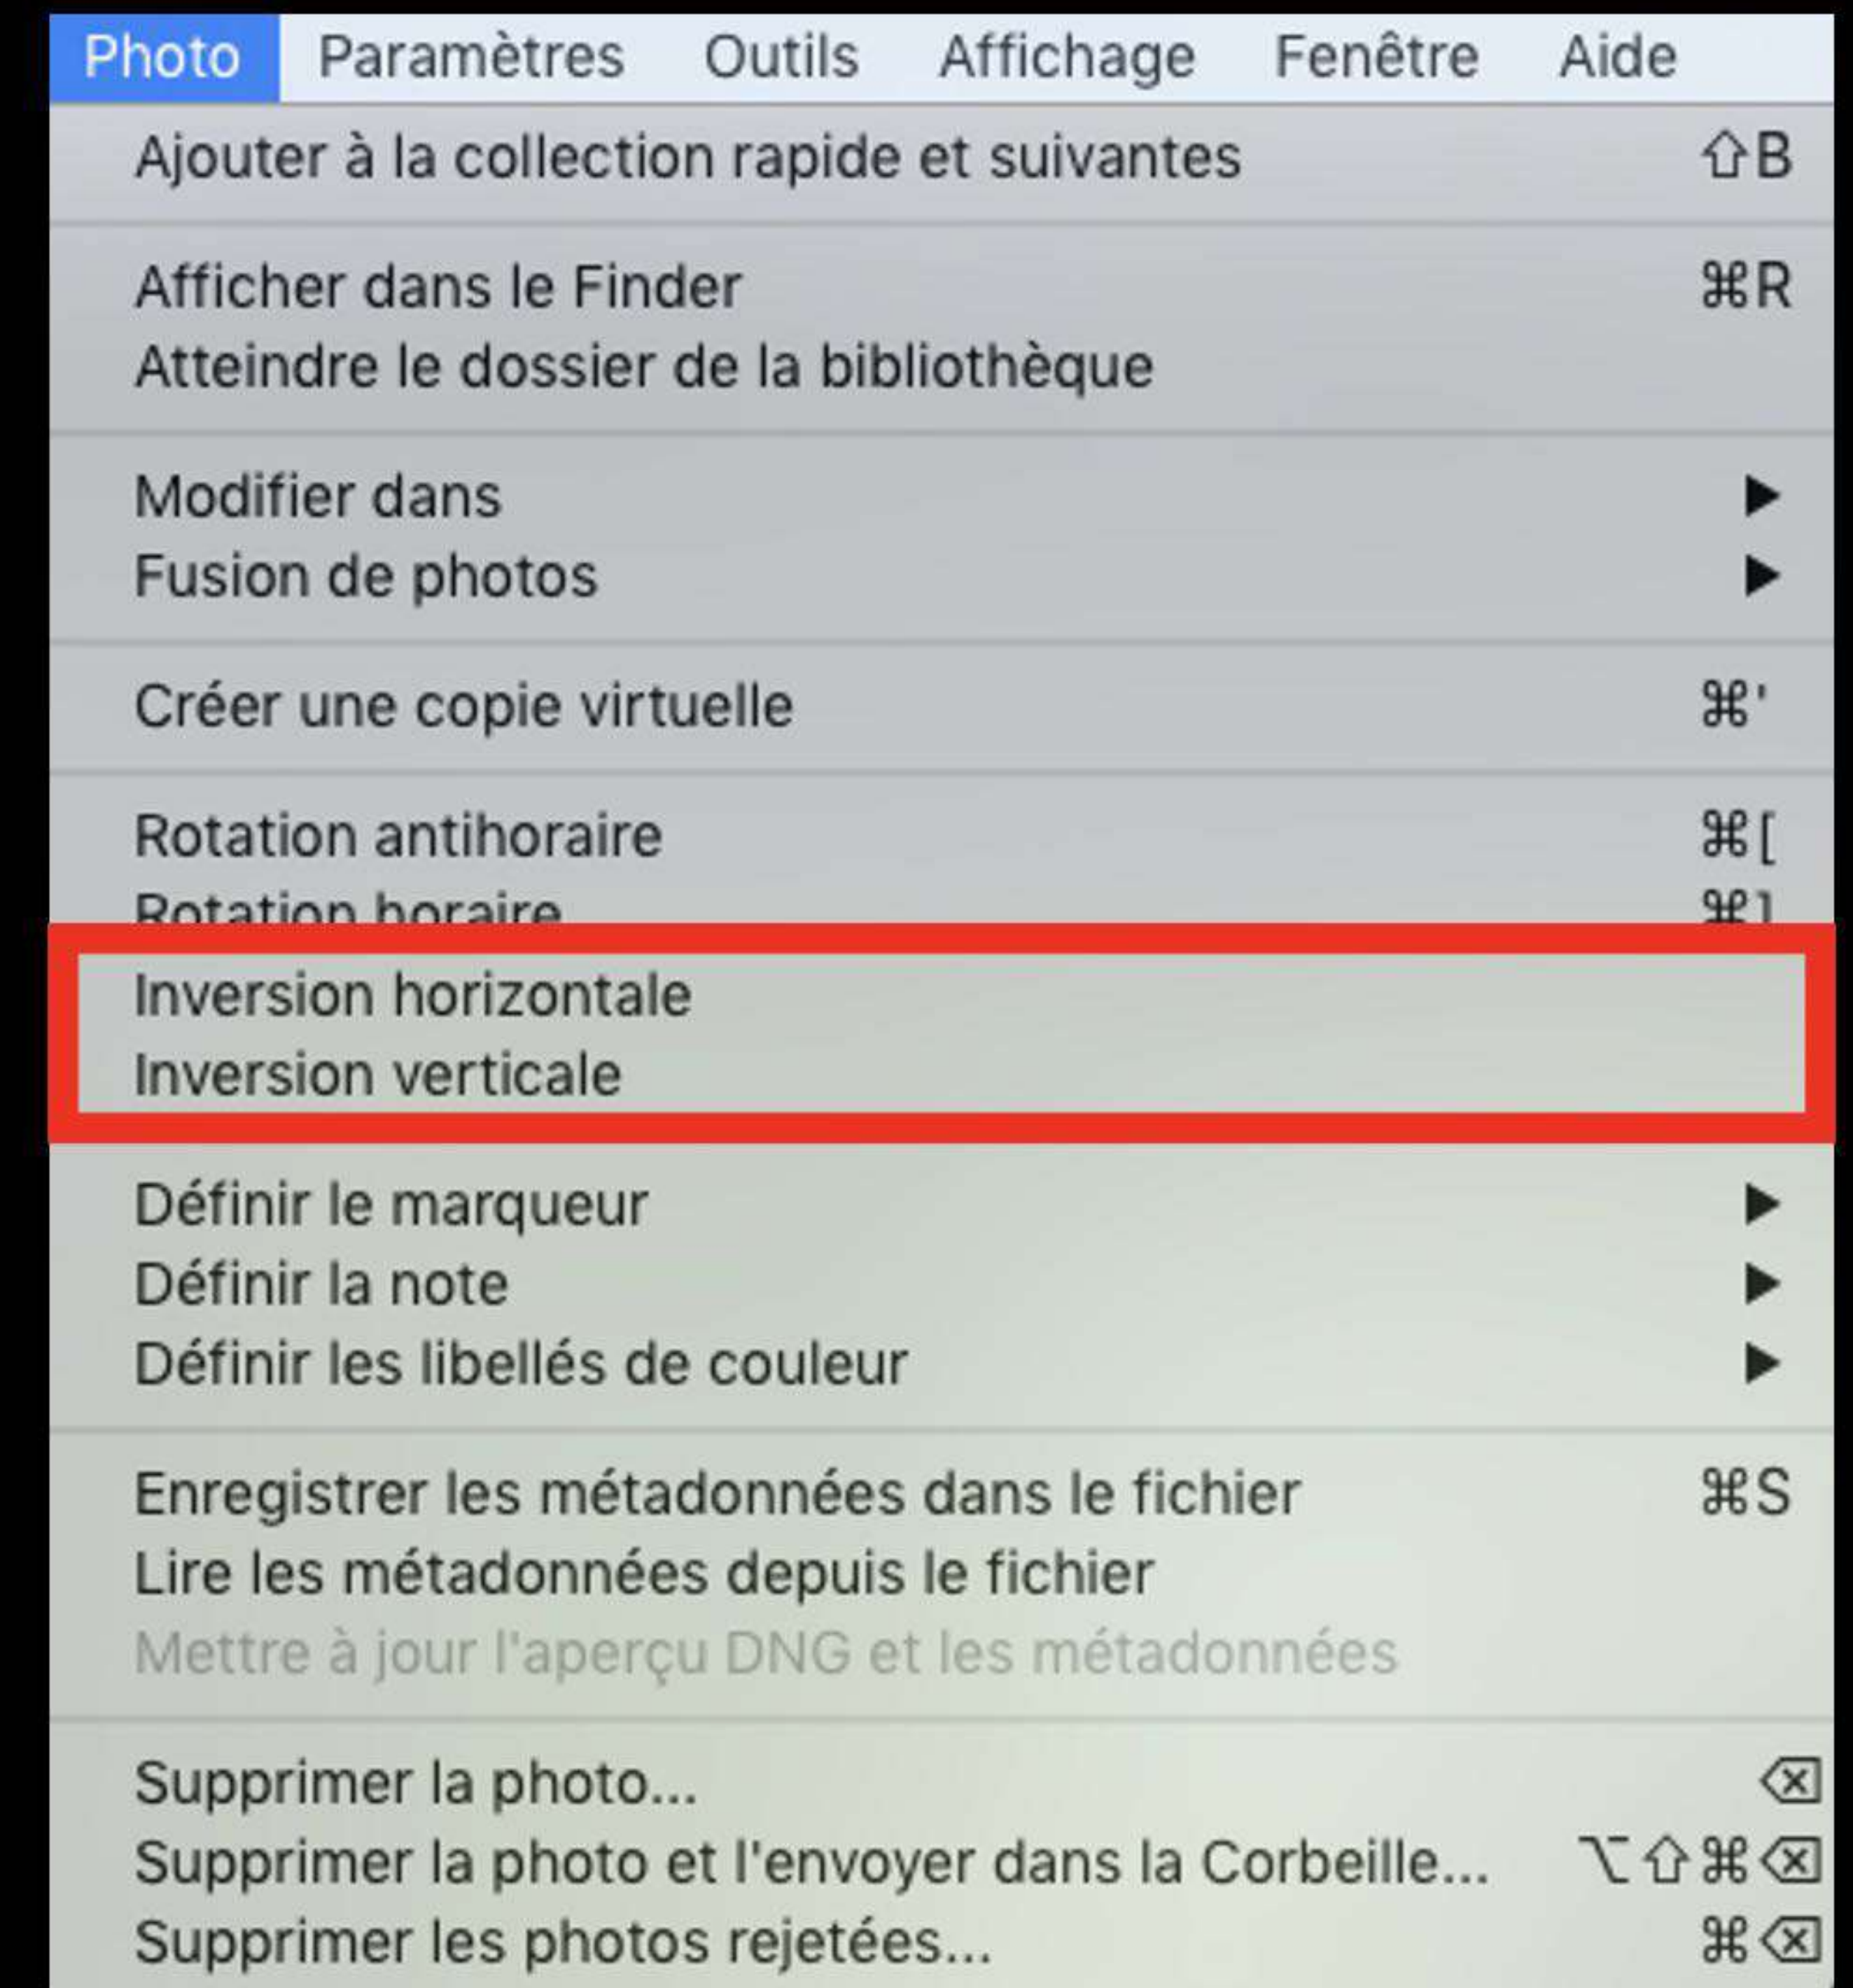 Photo Paramètres Outils Affichage Fenêtre Aide
Ajouter à la collection rapide et suivantes ⇧B
Afficher dans le Finder ⌘R
Atteindre le dossier de la bibliothèque
Modifier dans ▶
Fusion de photos ▶
Créer une copie virtuelle ⌘'
Rotation antihoraire ⌘[
Rotation horaire ⌘]
Inversion horizontale
Inversion verticale
Définir le marqueur ▶
Définir la note ▶
Définir les libellés de couleur ▶
Enregistrer les métadonnées dans le fichier ⌘S
Lire les métadonnées depuis le fichier
Mettre à jour l'aperçu DNG et les métadonnées
Supprimer la photo... ⌫
Supprimer la photo et l'envoyer dans la Corbeille... ⌥⇧⌘⌫
Supprimer les photos rejetées... ⌘⌫